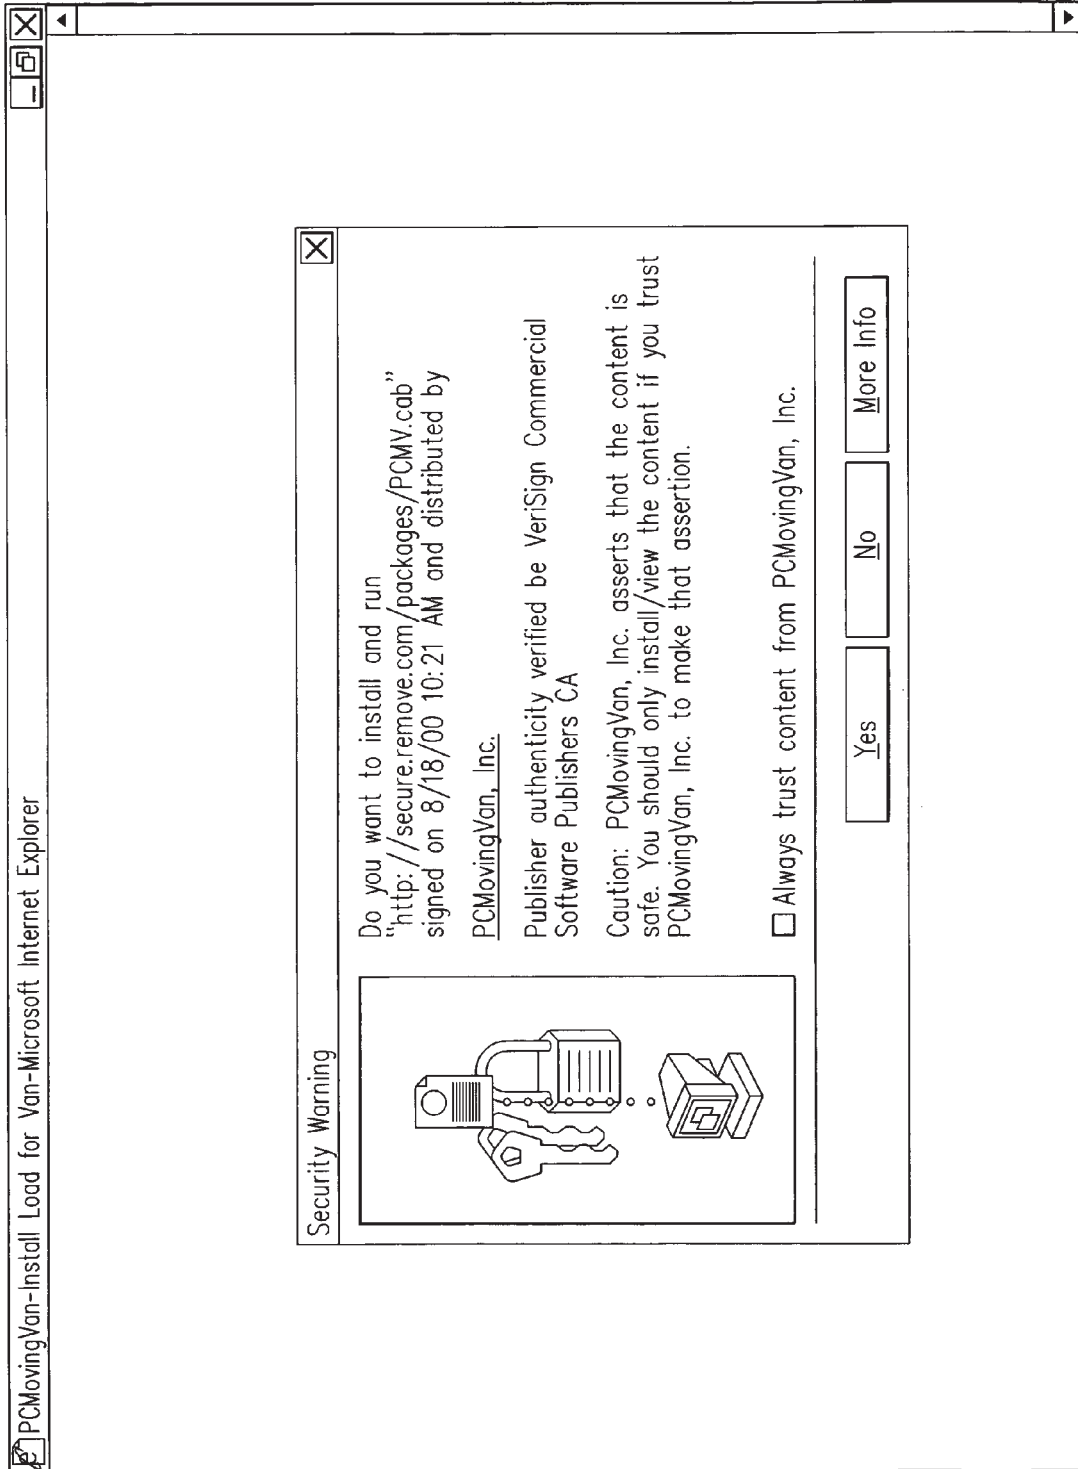 PCMovingVan-Install Load for Van-Microsoft Internet Explorer
Security Warning
Do you want to install and run
"http://secure.remove.com/packages/PCMV.cab"
signed on 8/18/00 10:21 AM and distributed by
PCMovingVan, Inc.
Publisher authenticity verified be VeriSign Commercial
Software Publishers CA
Caution: PCMovingVan, Inc. asserts that the content is
safe. You should only install/view the content if you trust
PCMovingVan, Inc. to make that assertion.
Always trust content from PCMovingVan, Inc.
Yes
No
More Info